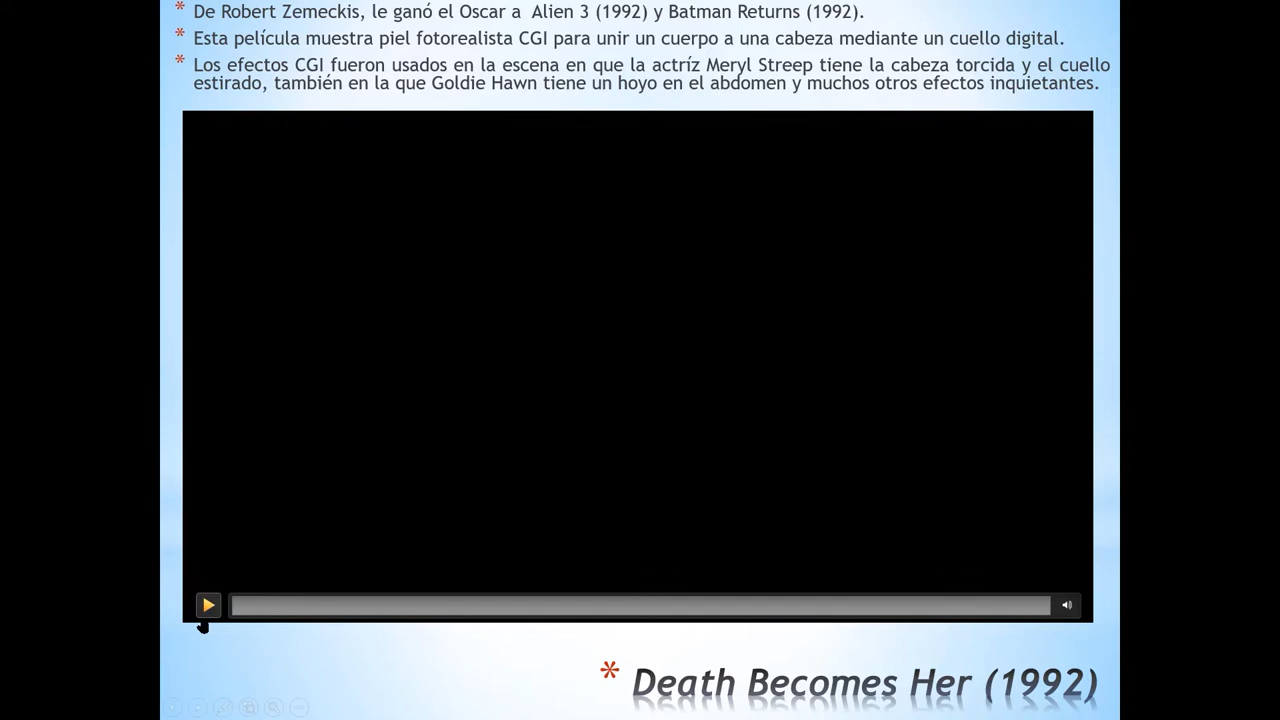 * De Robert Zemeckis, le ganó el Oscar a  Alien 3 (1992) y Batman Returns (1992).
* Esta película muestra piel fotorealista CGI para unir un cuerpo a una cabeza mediante un cuello digital.
* Los efectos CGI fueron usados en la escena en que la actríz Meryl Streep tiene la cabeza torcida y el cuello
estirado, también en la que Goldie Hawn tiene un hoyo en el abdomen y muchos otros efectos inquietantes.
* Death Becomes Her (1992)